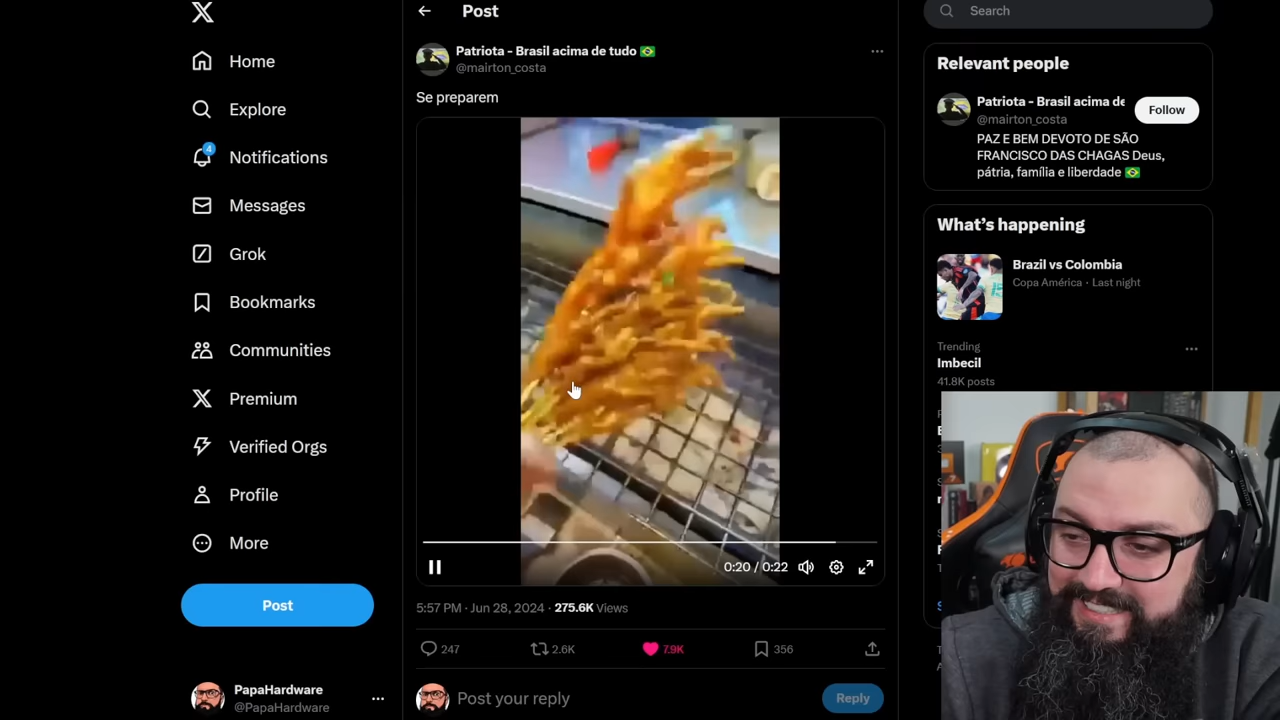 Post
Search
Home
Explore
4
Notifications
Messages
Grok
Bookmarks
Communities
Premium
Verified Orgs
Profile
More
Post
PapaHardware
@PapaHardware
Patriota - Brasil acima de tudo 🇧🇷
@mairton_costa
Se preparem
0:20 / 0:22
5:57 PM · Jun 28, 2024 · 275.6K Views
247
2.6K
7.9K
356
Post your reply
Reply
Relevant people
Patriota - Brasil acima de
@mairton_costa
Follow
PAZ E BEM DEVOTO DE SÃO
FRANCISCO DAS CHAGAS Deus,
pátria, família e liberdade 🇧🇷
What's happening
Brazil vs Colombia
Copa América · Last night
Trending
Imbecil
41.8K posts